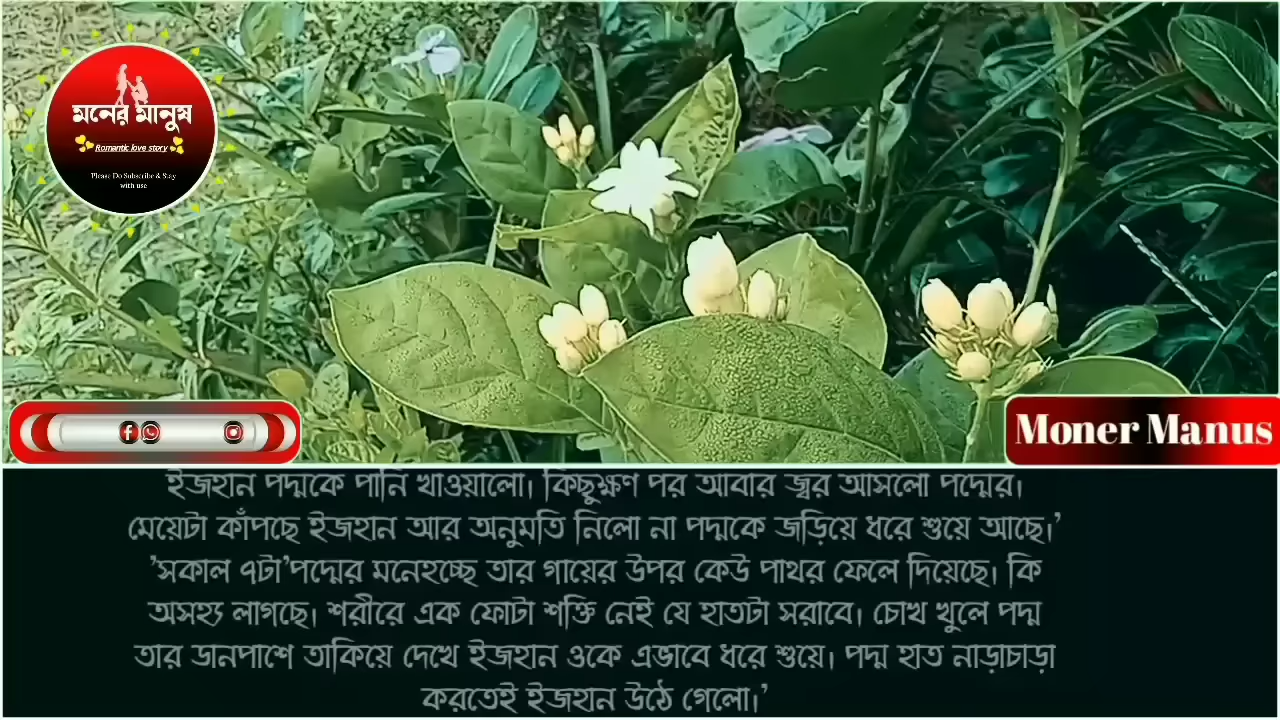 মনের মানুষ
Romantic love story
Please Do Subscribe & Stay
with use
Moner Manus
ইজহান পদ্মকে পানি খাওয়ালো। কিছুক্ষণ পর আবার জ্বর আসলো পদ্মের।
মেয়েটা কাঁপছে ইজহান আর অনুমতি নিলো না পদ্মকে জড়িয়ে ধরে শুয়ে আছে।’
’সকাল ৭টা’পদ্মের মনেহচ্ছে তার গায়ের উপর কেউ পাথর ফেলে দিয়েছে। কি
অসহ্য লাগছে। শরীরে এক ফোটা শক্তি নেই যে হাতটা সরাবে। চোখ খুলে পদ্ম
তার ডানপাশে তাকিয়ে দেখে ইজহান ওকে এভাবে ধরে শুয়ে। পদ্ম হাত নাড়াচাড়া
করতেই ইজহান উঠে গেলো।’